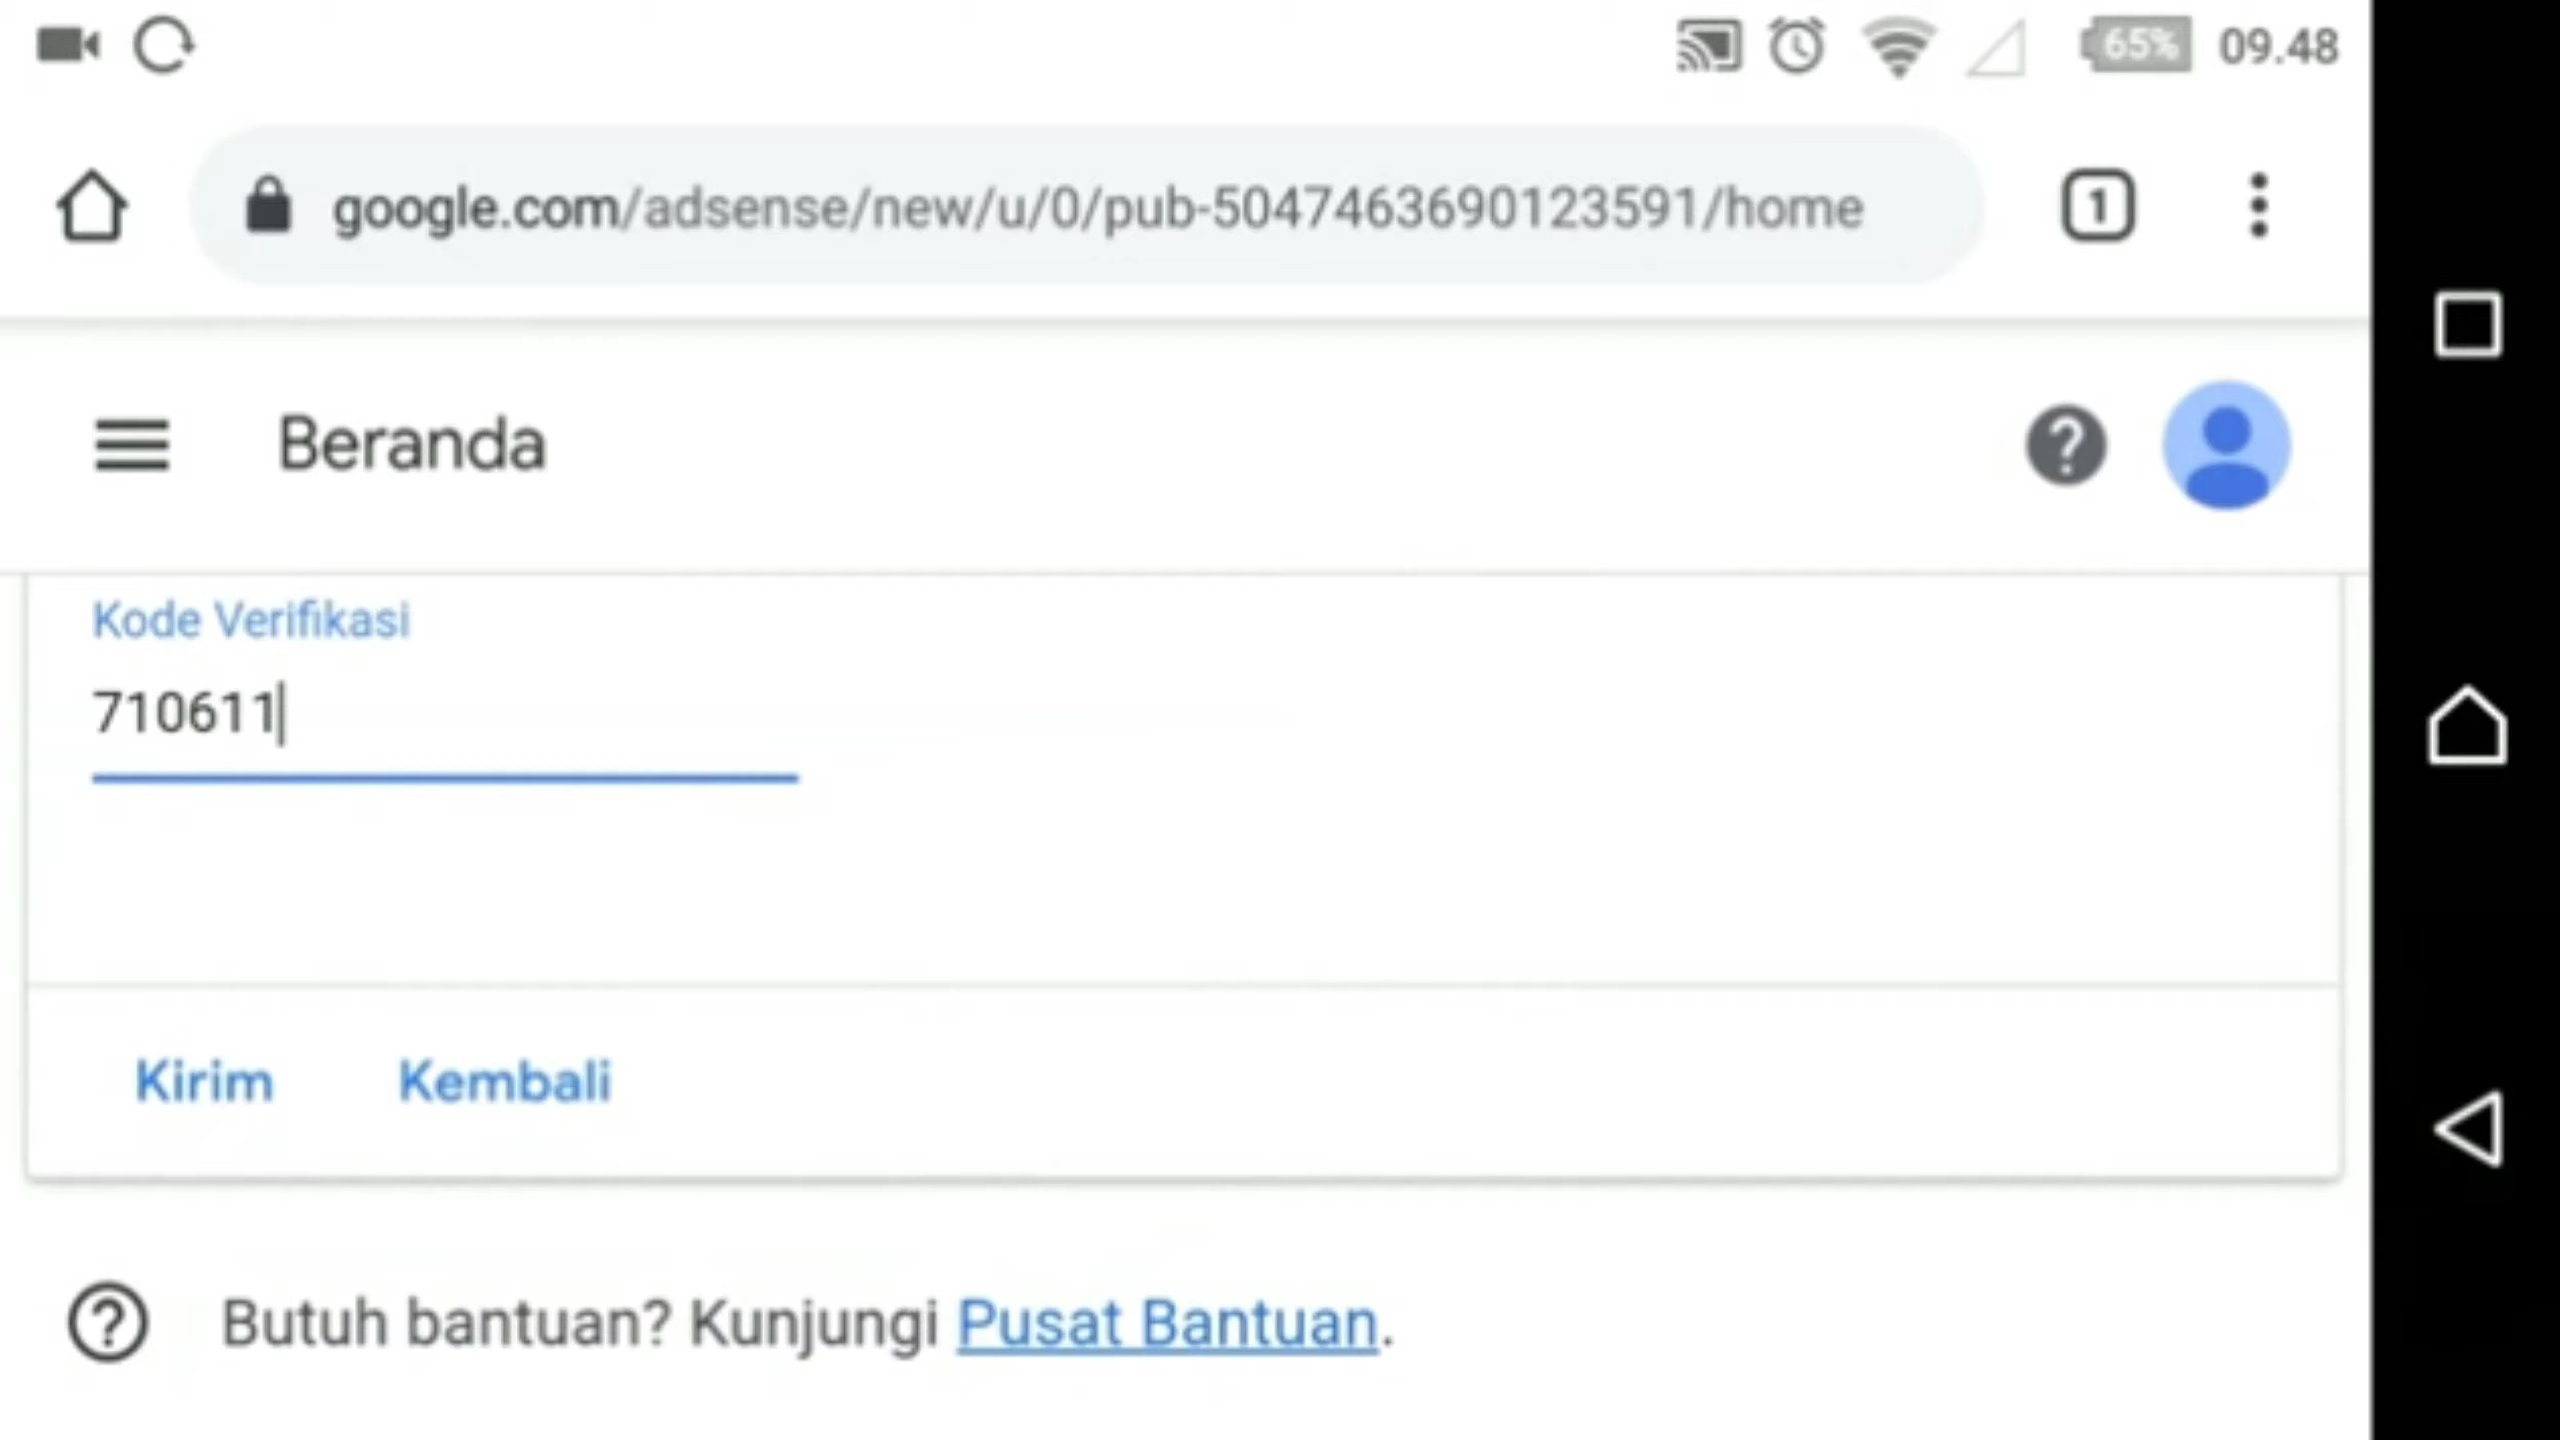 65% 09.48
google.com/adsense/new/u/0/pub-5047463690123591/home
1
Beranda
Kode Verifikasi
710611
Kirim Kembali
Butuh bantuan? Kunjungi Pusat Bantuan.